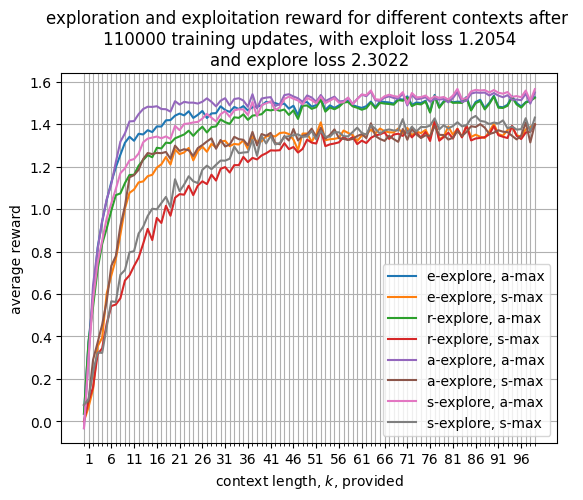 exploration and exploitation reward for different contexts after
110000 training updates, with exploit loss 1.2054
and explore loss 2.3022
1.6
1.4
1.2
1.0
0.8
0.6
0.4
0.2
0.0
average reward
e-explore, a-max
e-explore, s-max
r-explore, a-max
r-explore, s-max
a-explore, a-max
a-explore, s-max
s-explore, a-max
s-explore, s-max
1 6 11 16 21 26 31 36 41 46 51 56 61 66 71 76 81 86 91 96
context length, k, provided